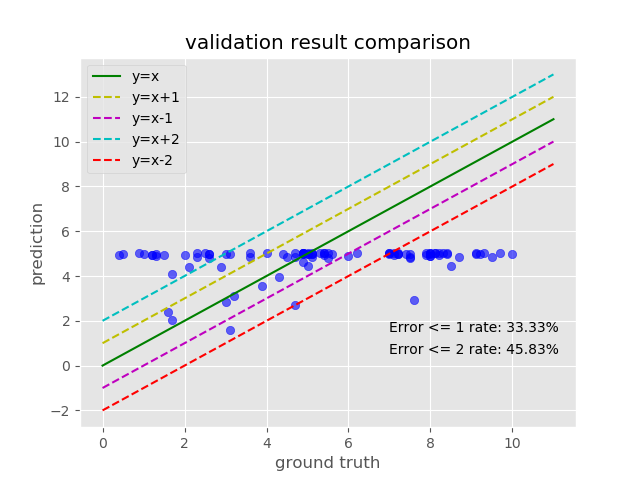 validation result comparison
y=x
y=x+1
y=x-1
y=x+2
y=x-2
12
10
8
6
4
2
0
−2
prediction
Error <= 1 rate: 33.33%
Error <= 2 rate: 45.83%
0 2 4 6 8 10
ground truth